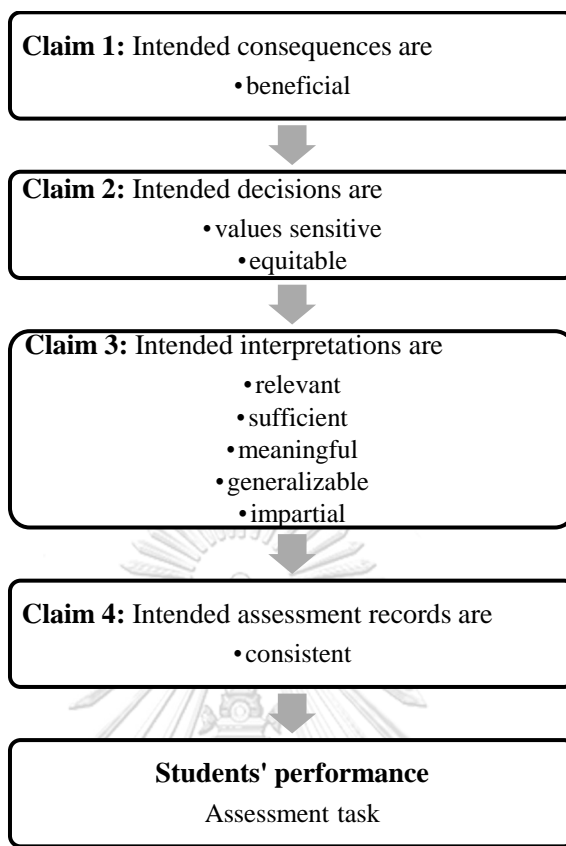 Claim 1: Intended consequences are
•beneficial
Claim 2: Intended decisions are
•values sensitive
•equitable
Claim 3: Intended interpretations are
•relevant
•sufficient
•meaningful
•generalizable
•impartial
Claim 4: Intended assessment records are
•consistent
Students' performance
Assessment task